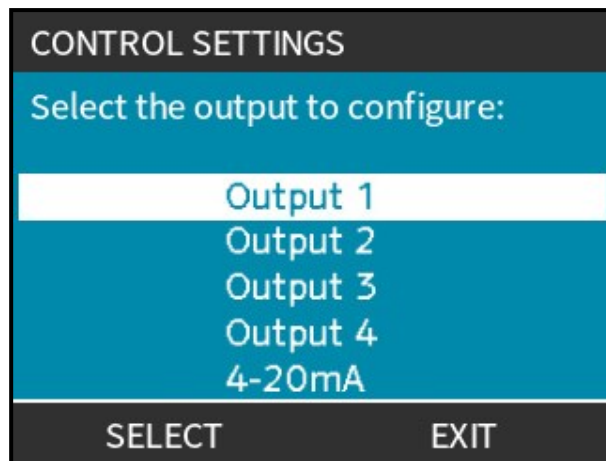 CONTROL SETTINGS
Select the output to configure:
Output 1
Output 2
Output 3
Output 4
4-20mA
SELECT EXIT